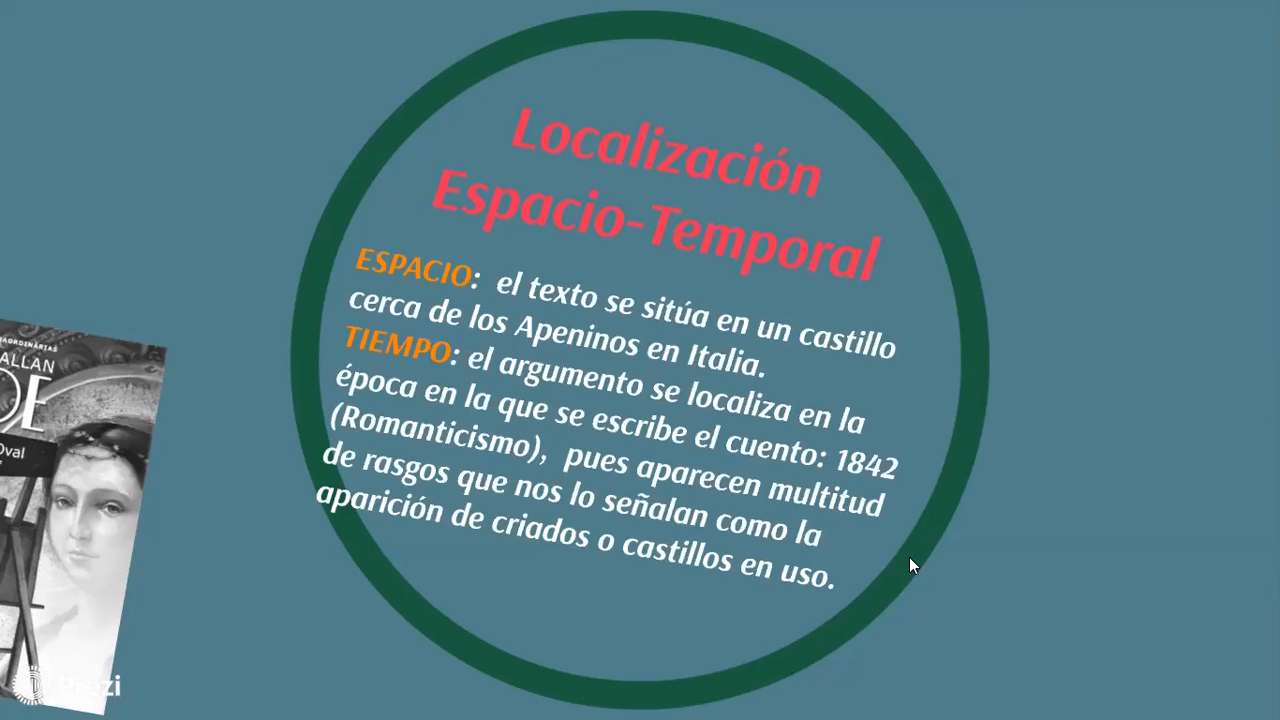 Localización
Espacio-Temporal
ESPACIO:  el texto se sitúa en un castillo
cerca de los Apeninos en Italia.
TIEMPO: el argumento se localiza en la
época en la que se escribe el cuento: 1842
(Romanticismo),  pues aparecen multitud
de rasgos que nos lo señalan como la
aparición de criados o castillos en uso.
ALLAN
OE
Oval
Prezi